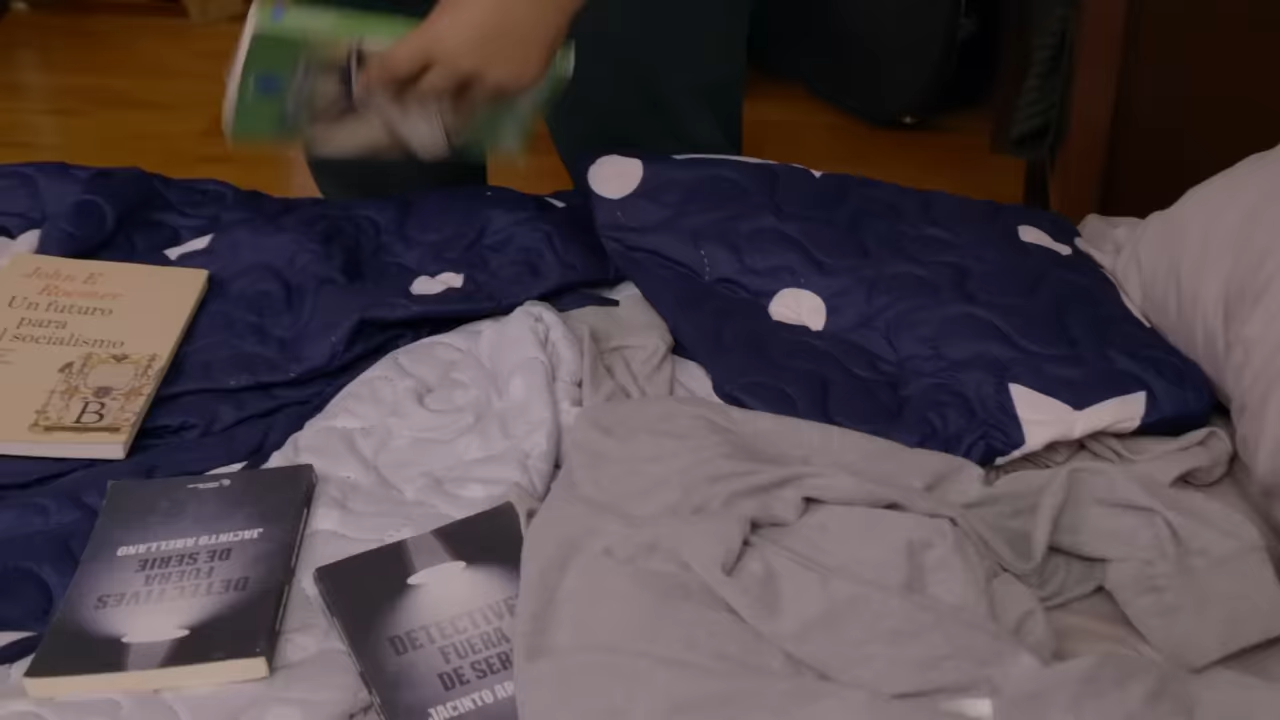 John E.
Roemer
Un futuro
para
l socialismo
B
DETECTIVES
FUERA
DE SERIE
JACINTO ARELLANO
DETECTIVE
FUERA
DE SER
JACINTO AR